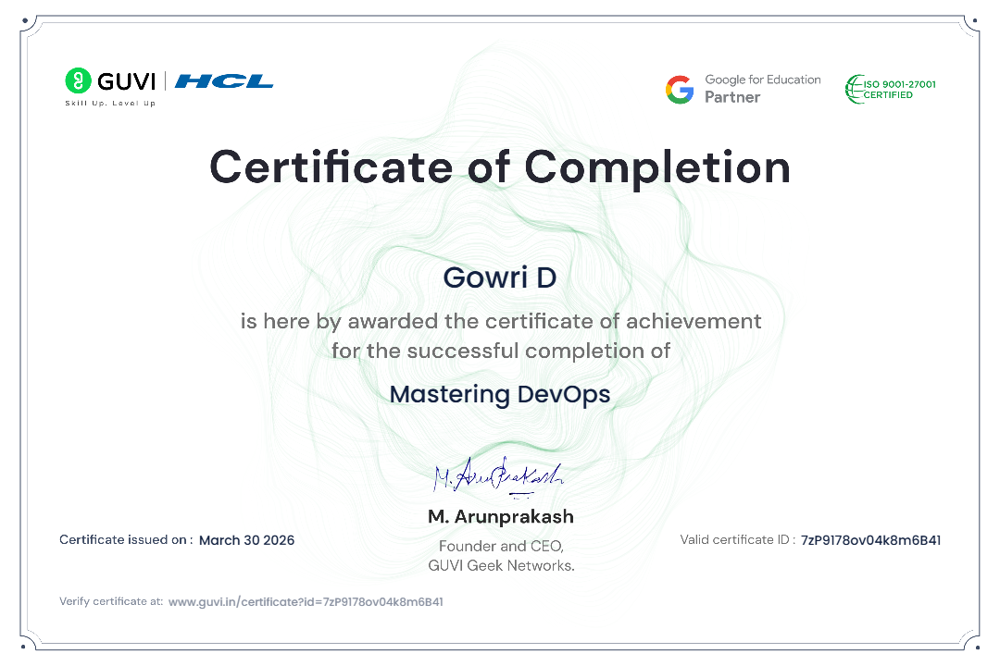 GUVI | HCL
Skill Up. Level Up
Google for Education
Partner
ISO 9001-27001
CERTIFIED
Certificate of Completion
Gowri D
is here by awarded the certificate of achievement
for the successful completion of
Mastering DevOps
M. Arunprakash
M. Arunprakash
Founder and CEO,
GUVI Geek Networks.
Certificate issued on : March 30 2026
Valid certificate ID : 7zP9178ov04k8m6B41
Verify certificate at: www.guvi.in/certificate?id=7zP9178ov04k8m6B41